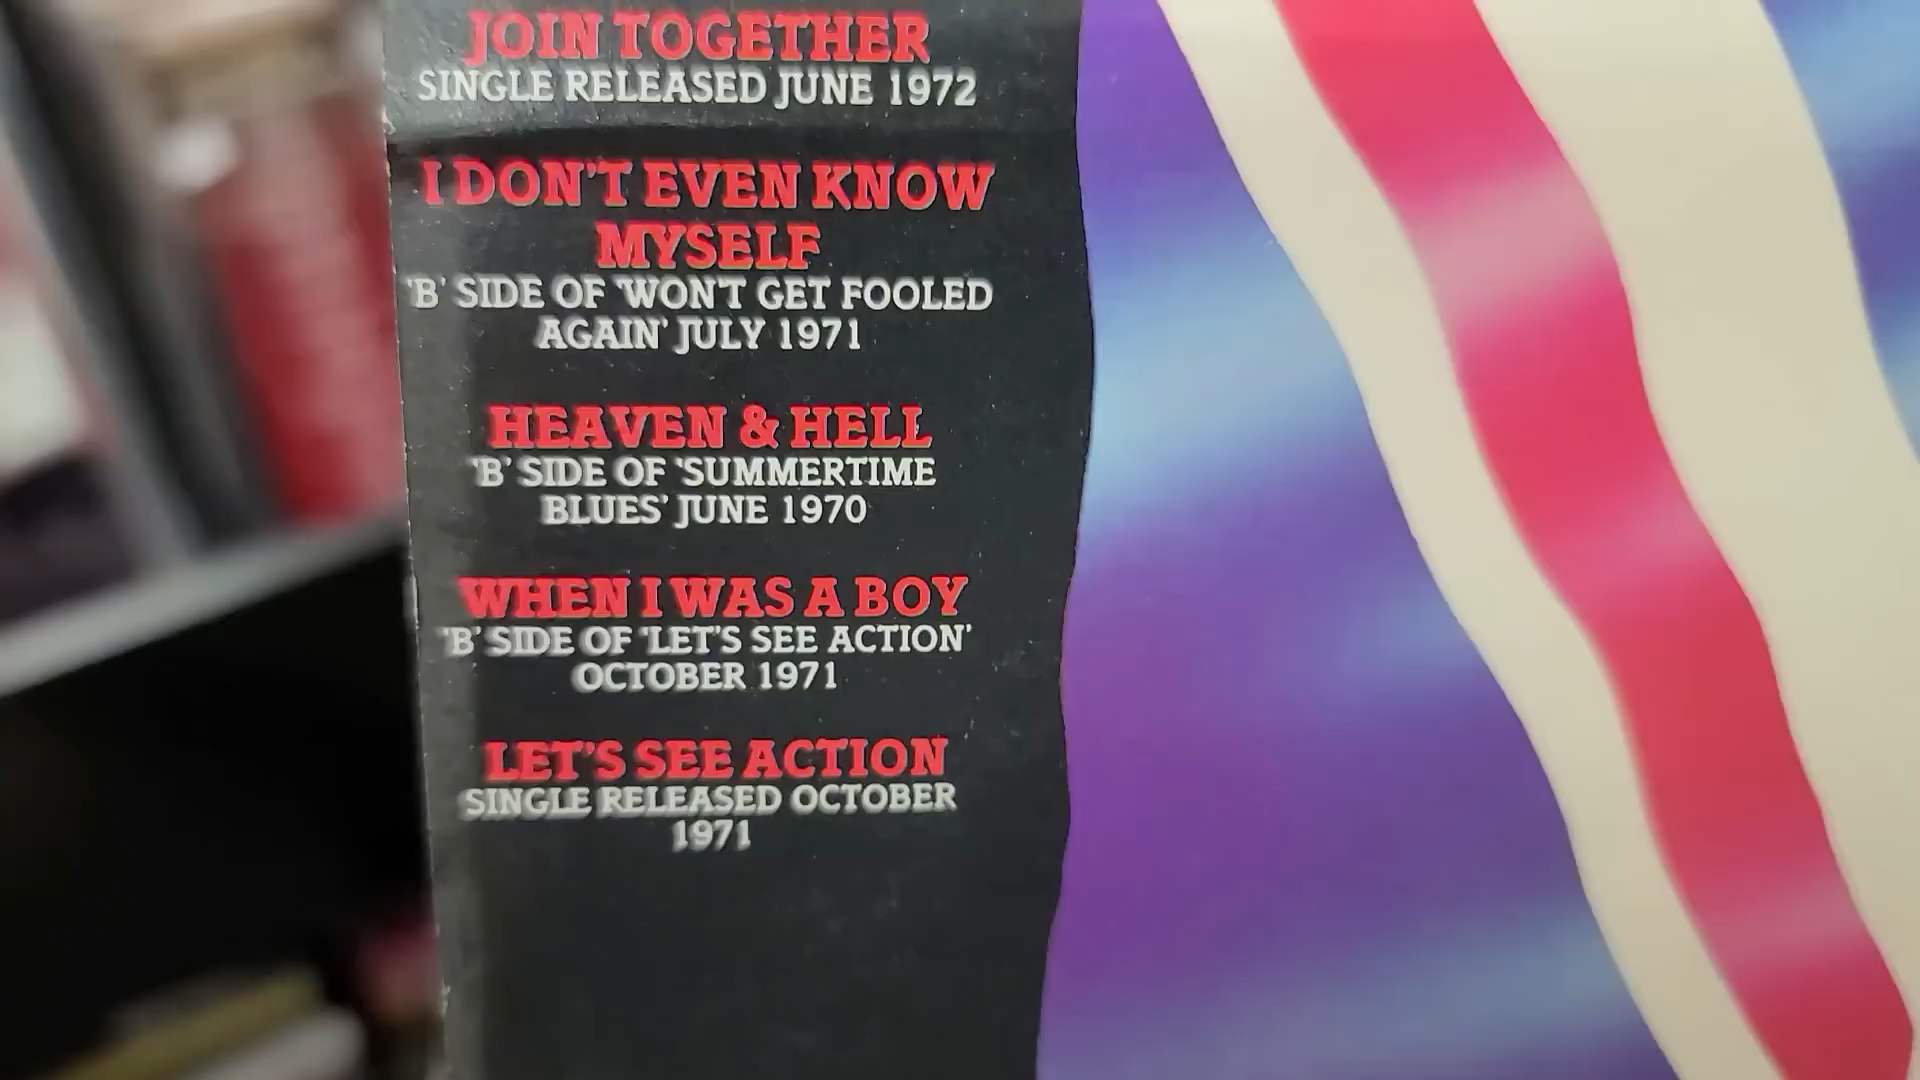 JOIN TOGETHER
SINGLE RELEASED JUNE 1972
I DON'T EVEN KNOW
MYSELF
'B' SIDE OF 'WON'T GET FOOLED
AGAIN' JULY 1971
HEAVEN & HELL
'B' SIDE OF 'SUMMERTIME
BLUES' JUNE 1970
WHEN I WAS A BOY
'B' SIDE OF 'LET'S SEE ACTION'
OCTOBER 1971
LET'S SEE ACTION
SINGLE RELEASED OCTOBER
1971